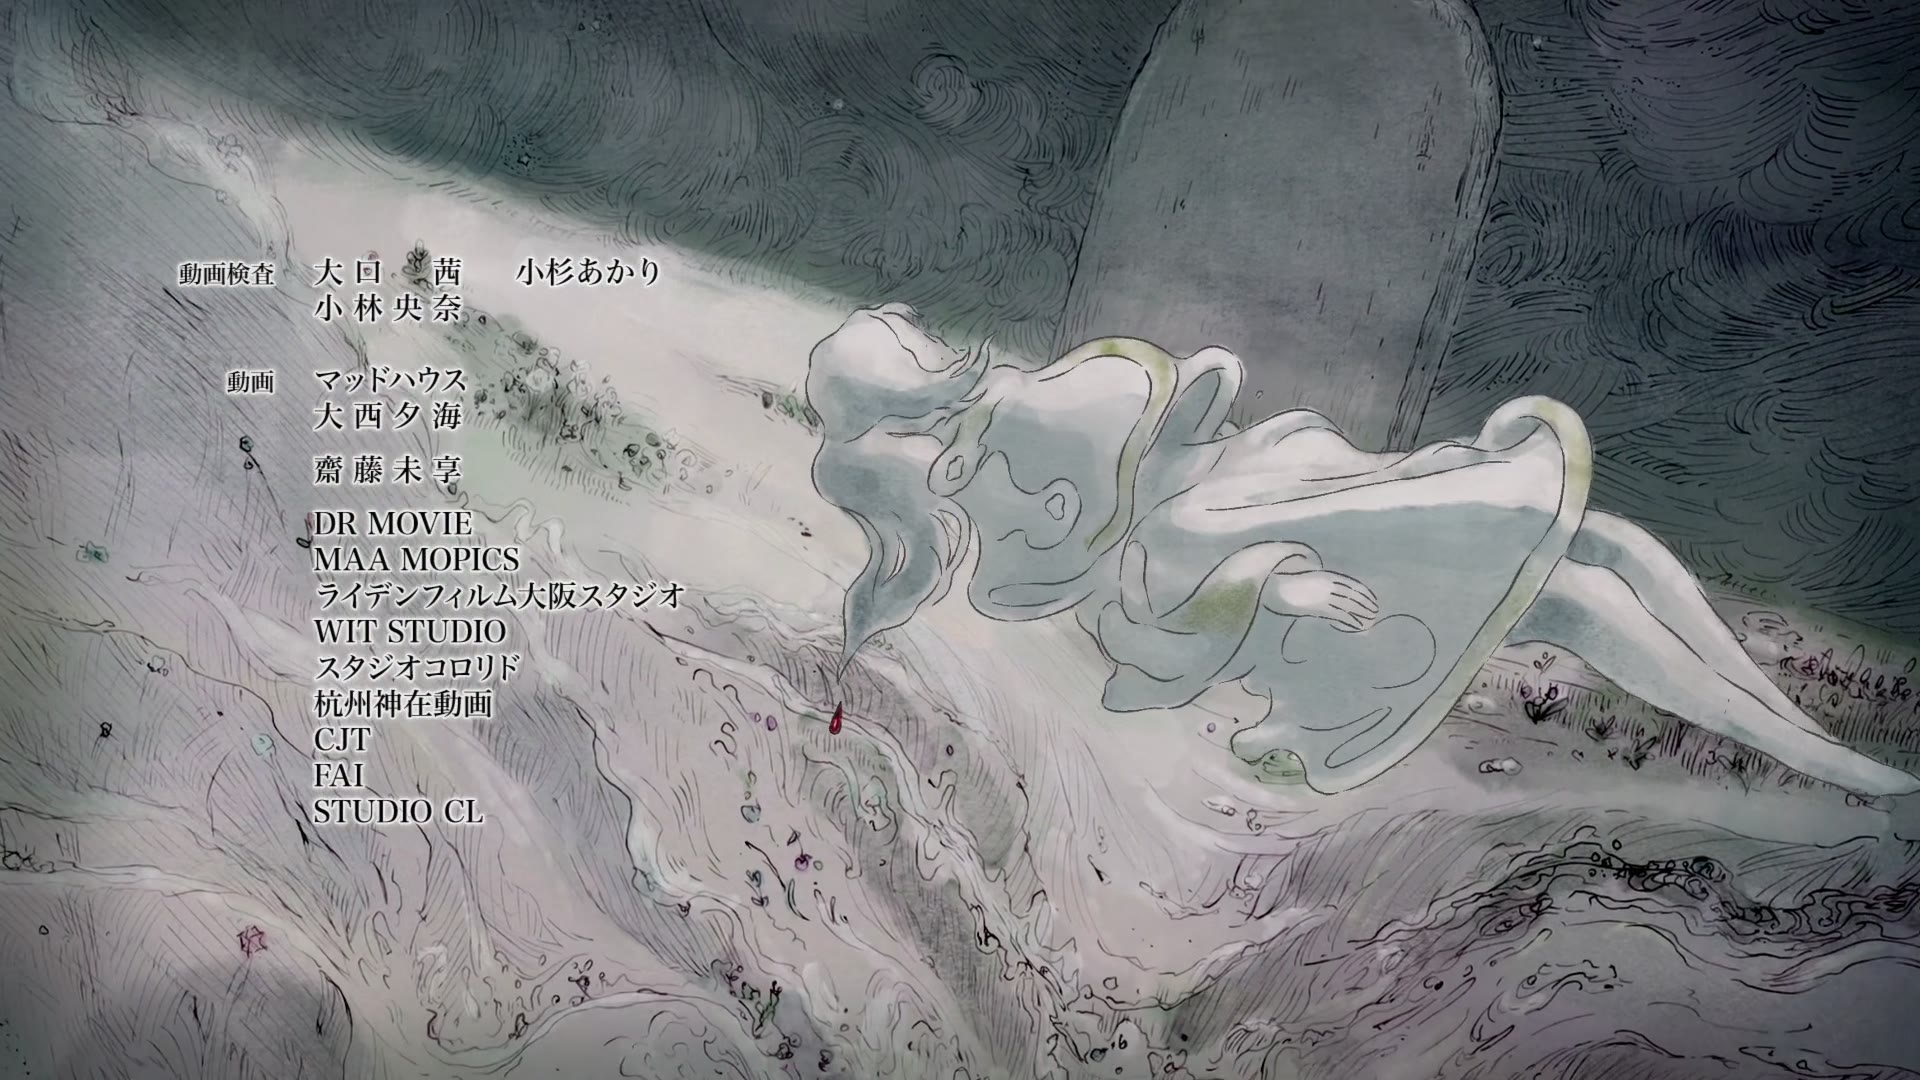 動画検査 大口 茜 小杉あかり
小林央奈
動画 マッドハウス
大西夕海
齋藤未享
DR MOVIE
MAA MOPICS
ライデンフィルム大阪スタジオ
WIT STUDIO
スタジオコロリド
杭州神在動画
CJT
FAI
STUDIO CL